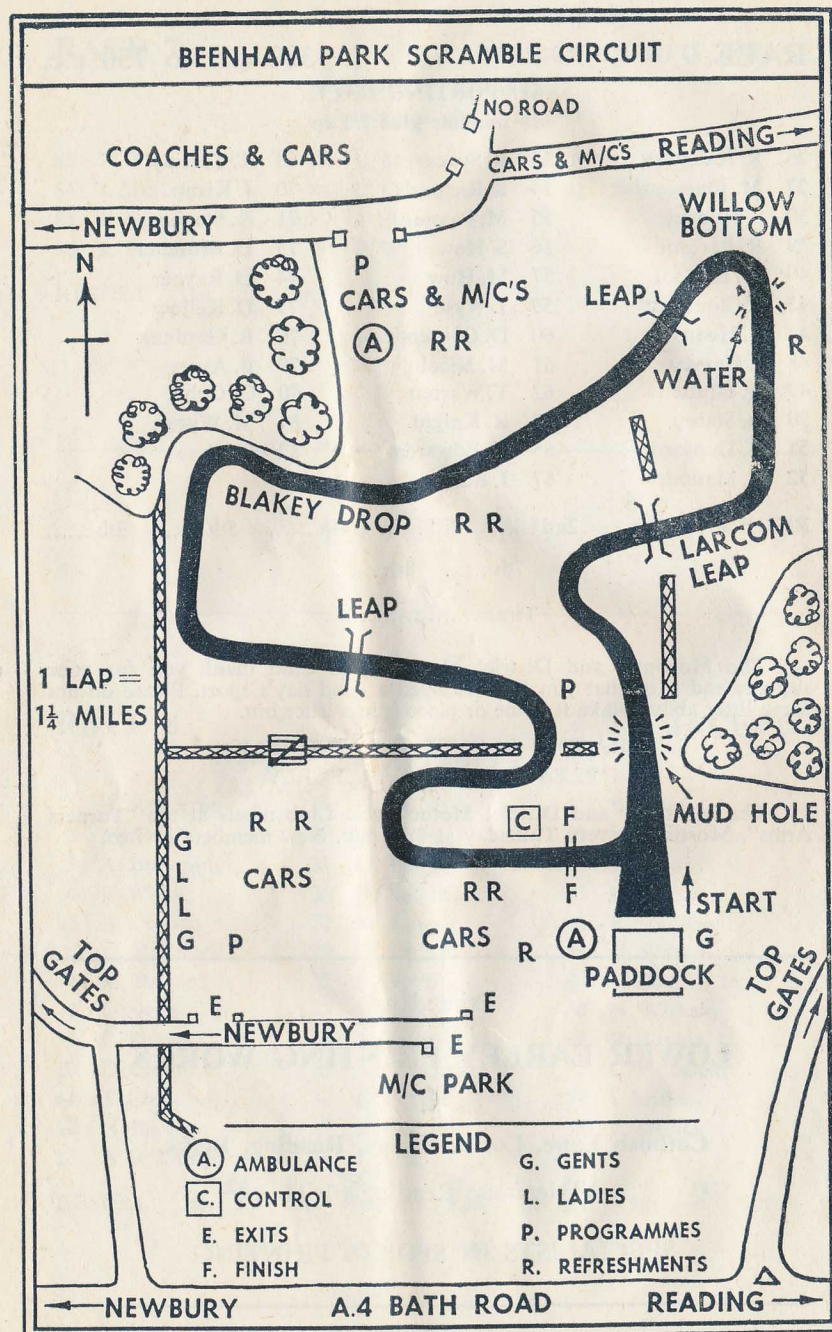 BEENHAM PARK SCRAMBLE CIRCUIT
NO ROAD
COACHES & CARS
CARS & M/C'S READING
NEWBURY
WILLOW
BOTTOM
N
P
CARS & M/C'S
LEAP
A
R R
R
WATER
BLAKEY DROP
R R
LARCOM
LEAP
LEAP
1 LAP =
1¼ MILES
P
MUD HOLE
C
F
F
R R
G
L
L
G
CARS
R R
START
P
CARS
R
A
G
PADDOCK
TOP
GATES
TOP
GATES
E
E
NEWBURY
E
M/C PARK
LEGEND
A. AMBULANCE
G. GENTS
C. CONTROL
L. LADIES
E. EXITS
P. PROGRAMMES
F. FINISH
R. REFRESHMENTS
NEWBURY A.4 BATH ROAD READING